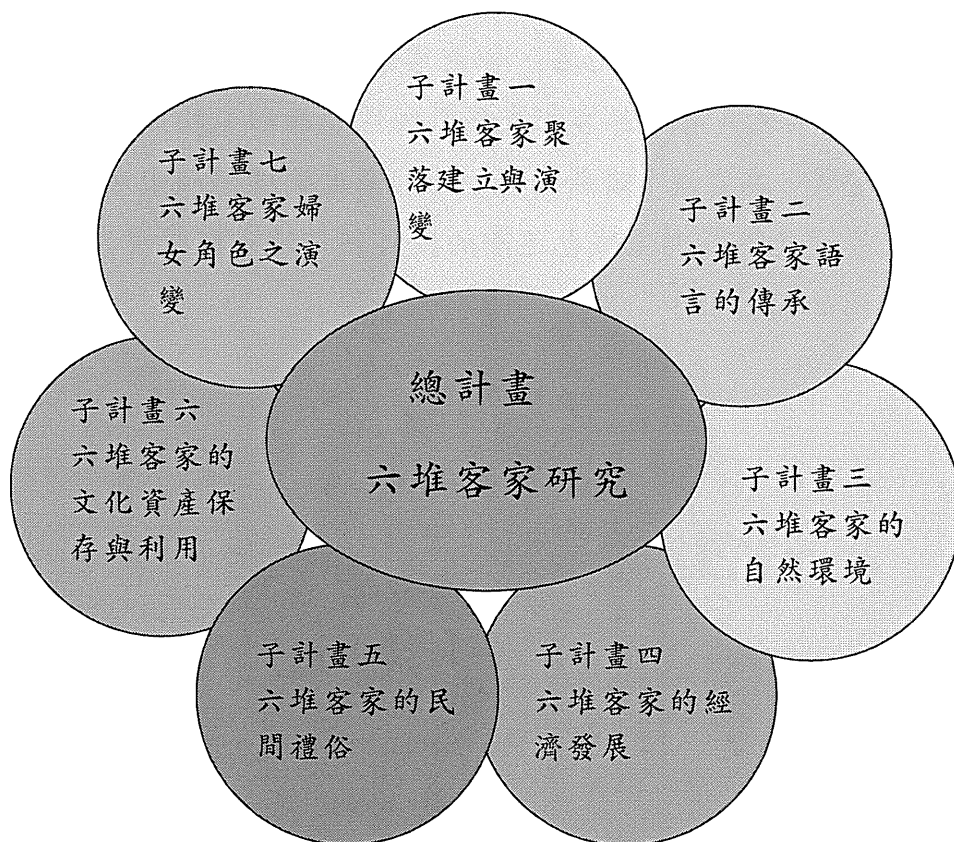 子計畫一
六堆客家聚
落建立與演
變
子計畫二
六堆客家語
言的傳承
子計畫三
六堆客家的
自然環境
子計畫四
六堆客家的經
濟發展
子計畫五
六堆客家的民
間禮俗
子計畫六
六堆客家的
文化資產保
存與利用
子計畫七
六堆客家婦
女角色之演
變
總計畫
六堆客家研究